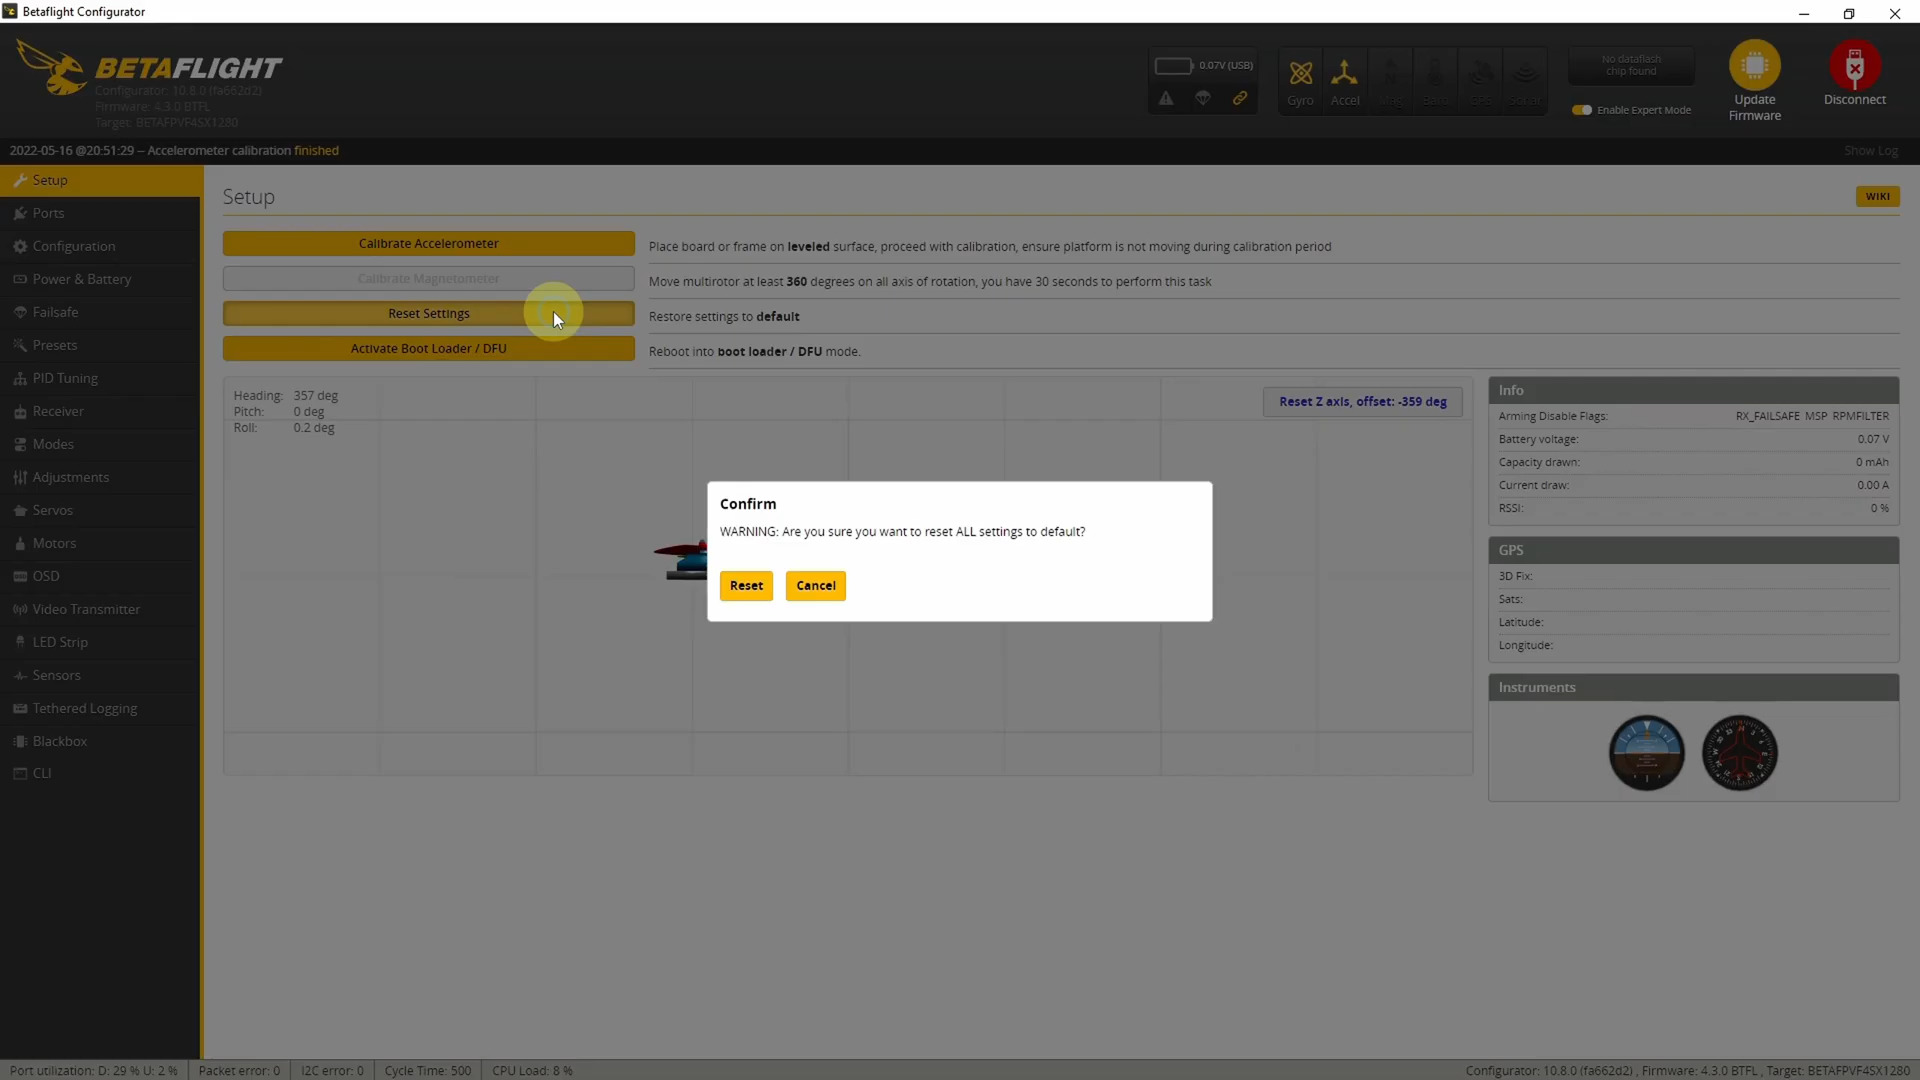 Betaflight Configurator
BETAFLIGHT
Configurator: 10.8.0 (fa662d2)
Firmware: 4.3.0 BTFL
Target: BETAFPVF4SX1280
0.07V (USB)
Gyro
Accel
Mag
Baro
GPS
Sonar
No dataflash
chip found
Enable Expert Mode
Update
Firmware
Disconnect
2022-05-16 @20:51:29 -- Accelerometer calibration finished
Show Log
Setup
Ports
Configuration
Power & Battery
Failsafe
Presets
PID Tuning
Receiver
Modes
Adjustments
Servos
Motors
OSD
Video Transmitter
LED Strip
Sensors
Tethered Logging
Blackbox
CLI
Setup
WIKI
Calibrate Accelerometer
Place board or frame on leveled surface, proceed with calibration, ensure platform is not moving during calibration period
Calibrate Magnetometer
Move multirotor at least 360 degrees on all axis of rotation, you have 30 seconds to perform this task
Reset Settings
Restore settings to default
Activate Boot Loader / DFU
Reboot into boot loader / DFU mode.
Heading: 357 deg
Pitch: 0 deg
Roll: 0.2 deg
Reset Z axis, offset: -359 deg
Confirm
WARNING: Are you sure you want to reset ALL settings to default?
Reset
Cancel
Info
Arming Disable Flags: RX_FAILSAFE MSP RPMFILTER
Battery voltage: 0.07 V
Capacity drawn: 0 mAh
Current draw: 0.00 A
RSSI: 0 %
GPS
3D Fix:
Sats:
Latitude:
Longitude:
Instruments
Port utilization: D: 29 % U: 2 %
Packet error: 0
I2C error: 0
Cycle Time: 500
CPU Load: 8 %
Configurator: 10.8.0 (fa662d2) , Firmware: 4.3.0 BTFL , Target: BETAFPVF4SX1280